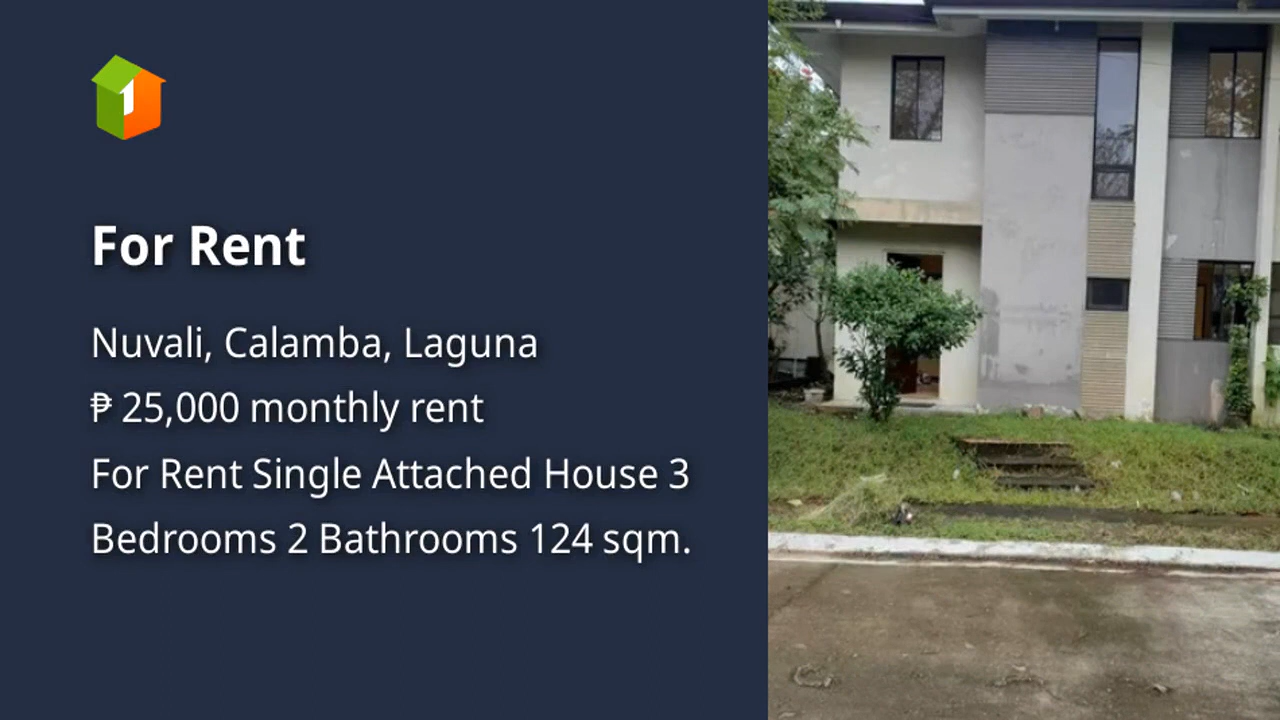 For Rent
Nuvali, Calamba, Laguna
₱ 25,000 monthly rent
For Rent Single Attached House 3
Bedrooms 2 Bathrooms 124 sqm.